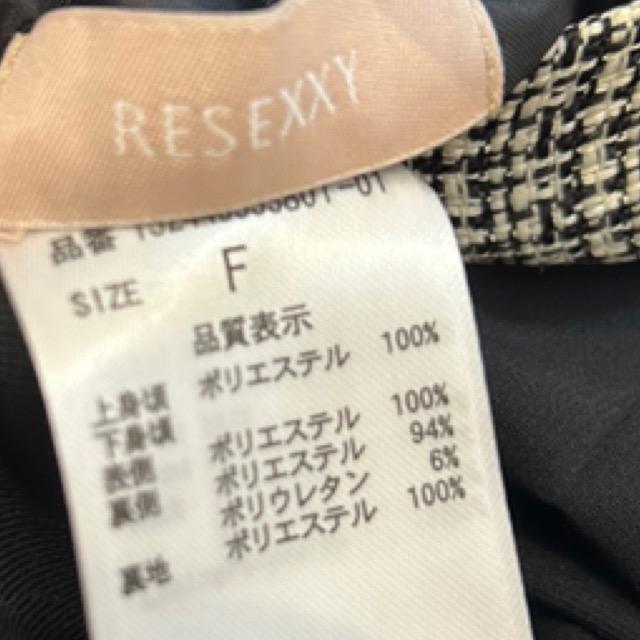 RESEXXY
品番
SIZE F
品質表示
上身頃 ポリエステル 100%
下身頃
表側 ポリエステル 100%
裏側 ポリエステル 94%
ポリウレタン 6%
裏地 ポリエステル 100%